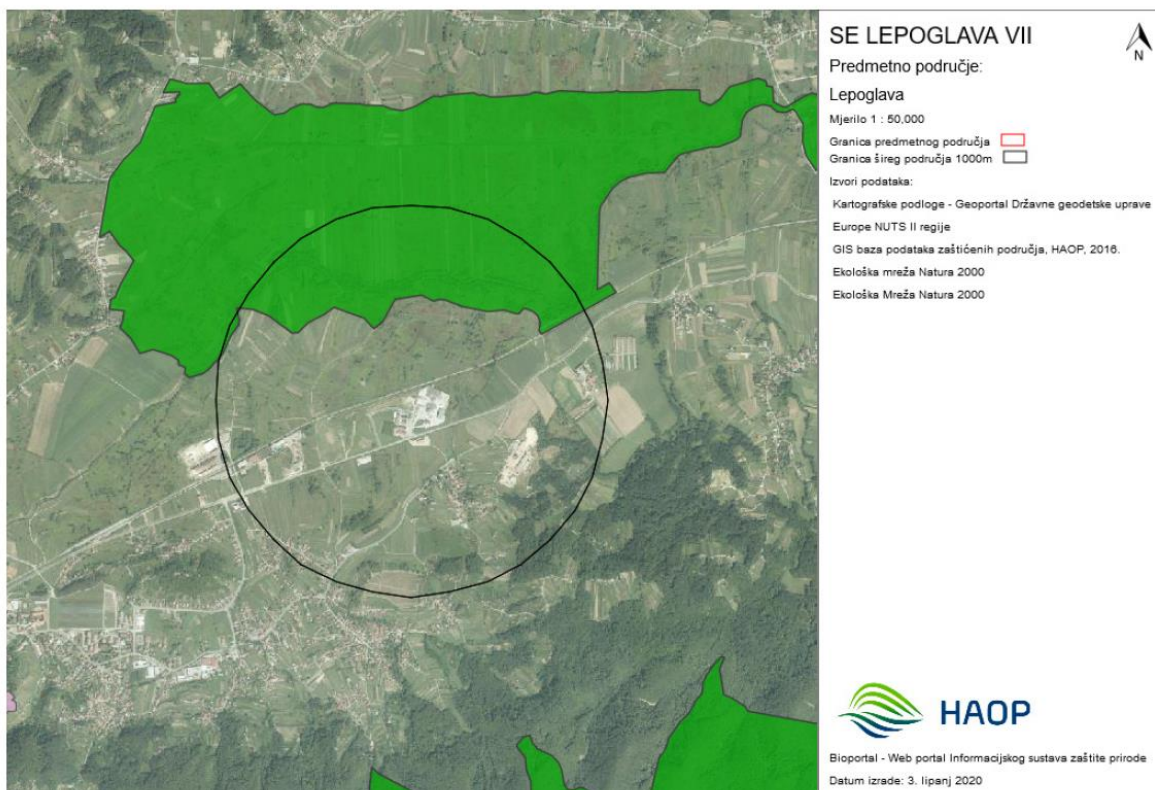 SE LEPOGLAVA VII
N
Predmetno područje:
Lepoglava
Mjerilo 1 : 50,000
Granica predmetnog područja
Granica šireg područja 1000m
Izvori podataka:
Kartografske podloge - Geoportal Državne geodetske uprave
Europe NUTS II regije
GIS baza podataka zaštićenih područja, HAOP, 2016.
Ekološka mreža Natura 2000
Ekološka Mreža Natura 2000
HAOP
Bioportal - Web portal Informacijskog sustava zaštite prirode
Datum izrade: 3. lipanj 2020